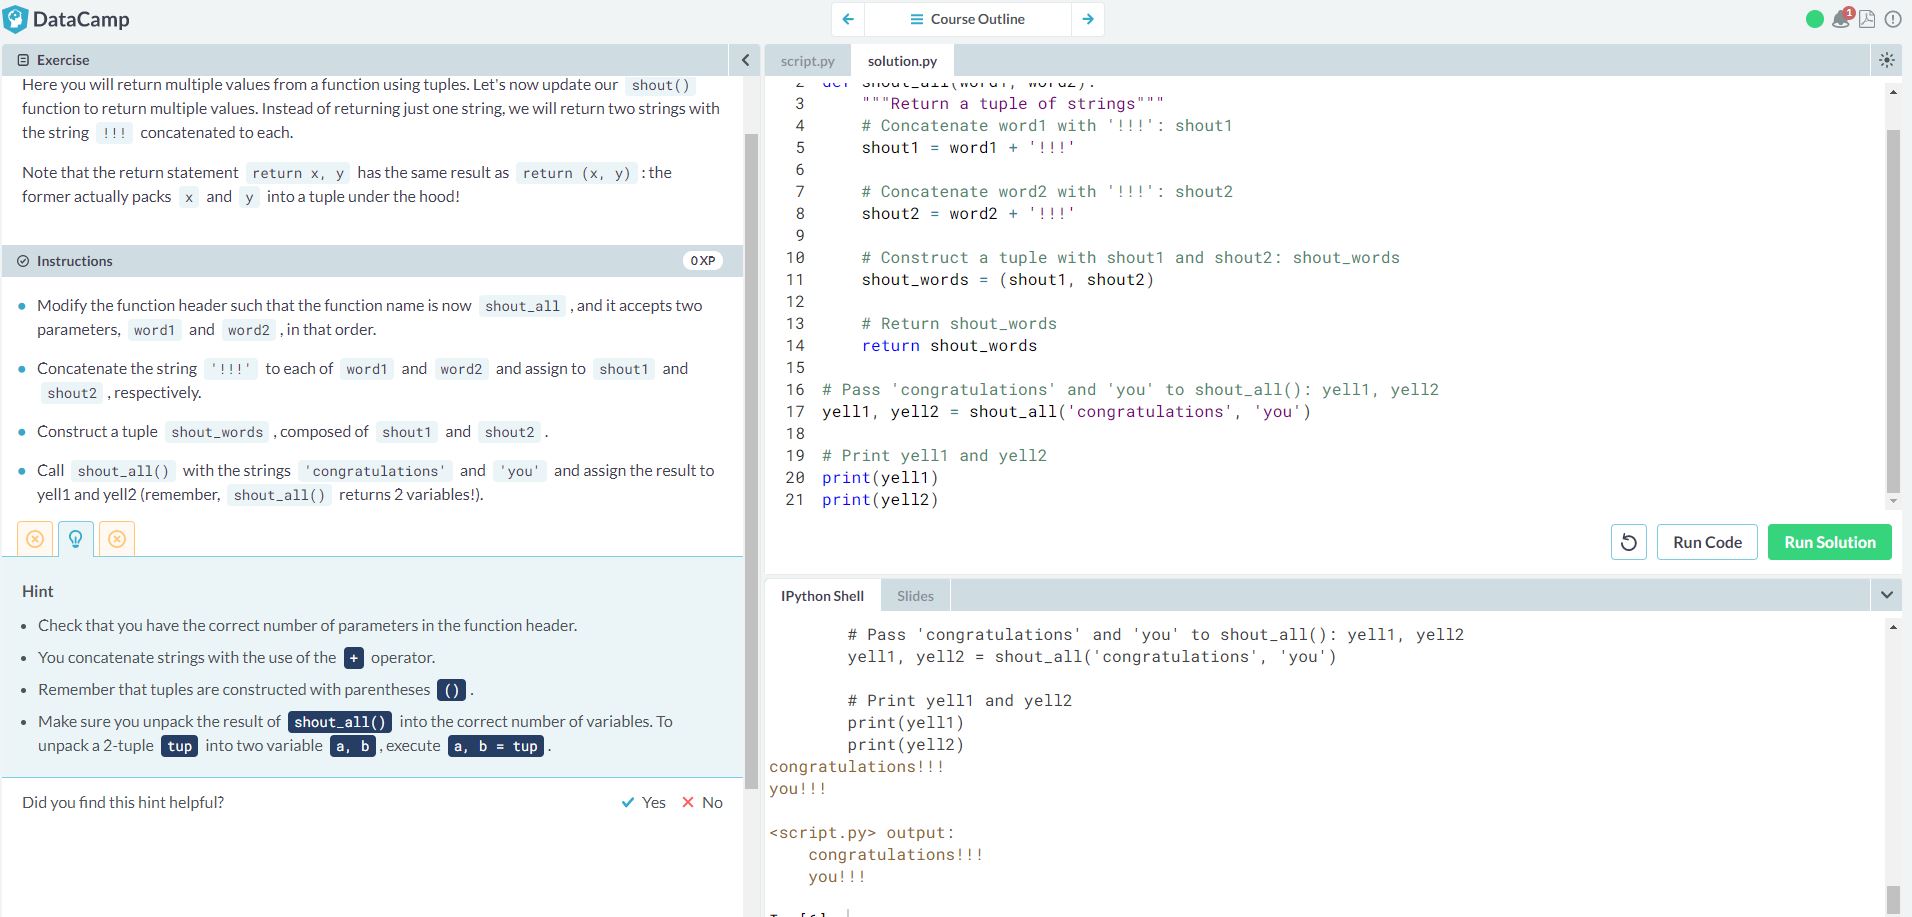 DataCamp
Course Outline
1
Exercise
Here you will return multiple values from a function using tuples. Let's now update our shout()
function to return multiple values. Instead of returning just one string, we will return two strings with
the string !!! concatenated to each.
Note that the return statement return x, y has the same result as return (x, y) : the
former actually packs x and y into a tuple under the hood!
Instructions
0 XP
Modify the function header such that the function name is now shout_all , and it accepts two
parameters, word1 and word2 , in that order.
Concatenate the string '!!!' to each of word1 and word2 and assign to shout1 and
shout2 , respectively.
Construct a tuple shout_words , composed of shout1 and shout2 .
Call shout_all() with the strings 'congratulations' and 'you' and assign the result to
yell1 and yell2 (remember, shout_all() returns 2 variables!).
Hint
Check that you have the correct number of parameters in the function header.
You concatenate strings with the use of the + operator.
Remember that tuples are constructed with parentheses () .
Make sure you unpack the result of shout_all() into the correct number of variables. To
unpack a 2-tuple tup into two variable a, b , execute a, b = tup .
Did you find this hint helpful?
Yes
No
script.py
solution.py
2 def shout_all(word1, word2):
3 """Return a tuple of strings"""
4 # Concatenate word1 with '!!!': shout1
5 shout1 = word1 + '!!!'
6
7 # Concatenate word2 with '!!!': shout2
8 shout2 = word2 + '!!!'
9
10 # Construct a tuple with shout1 and shout2: shout_words
11 shout_words = (shout1, shout2)
12
13 # Return shout_words
14 return shout_words
15
16 # Pass 'congratulations' and 'you' to shout_all(): yell1, yell2
17 yell1, yell2 = shout_all('congratulations', 'you')
18
19 # Print yell1 and yell2
20 print(yell1)
21 print(yell2)
Run Code
Run Solution
IPython Shell
Slides
# Pass 'congratulations' and 'you' to shout_all(): yell1, yell2
yell1, yell2 = shout_all('congratulations', 'you')
# Print yell1 and yell2
print(yell1)
print(yell2)
congratulations!!!
you!!!
<script.py> output:
congratulations!!!
you!!!